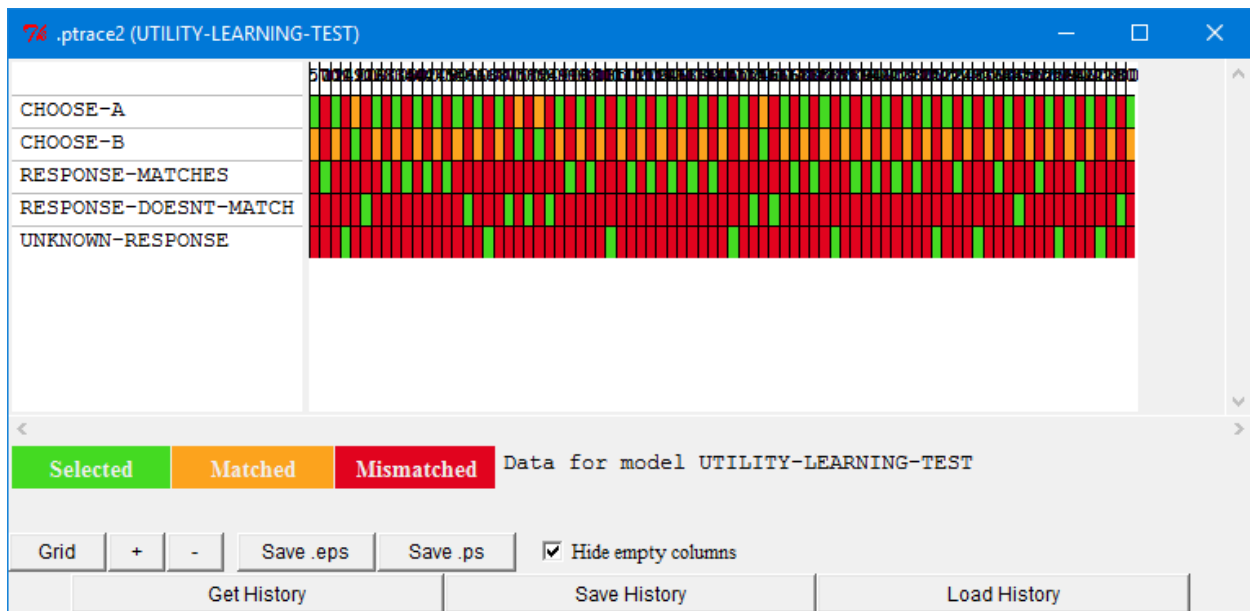 .ptrace2 (UTILITY-LEARNING-TEST)
CHOOSE-A
CHOOSE-B
RESPONSE-MATCHES
RESPONSE-DOESNT-MATCH
UNKNOWN-RESPONSE
Selected Matched Mismatched Data for model UTILITY-LEARNING-TEST
Grid + - Save .eps Save .ps Hide empty columns
Get History Save History Load History